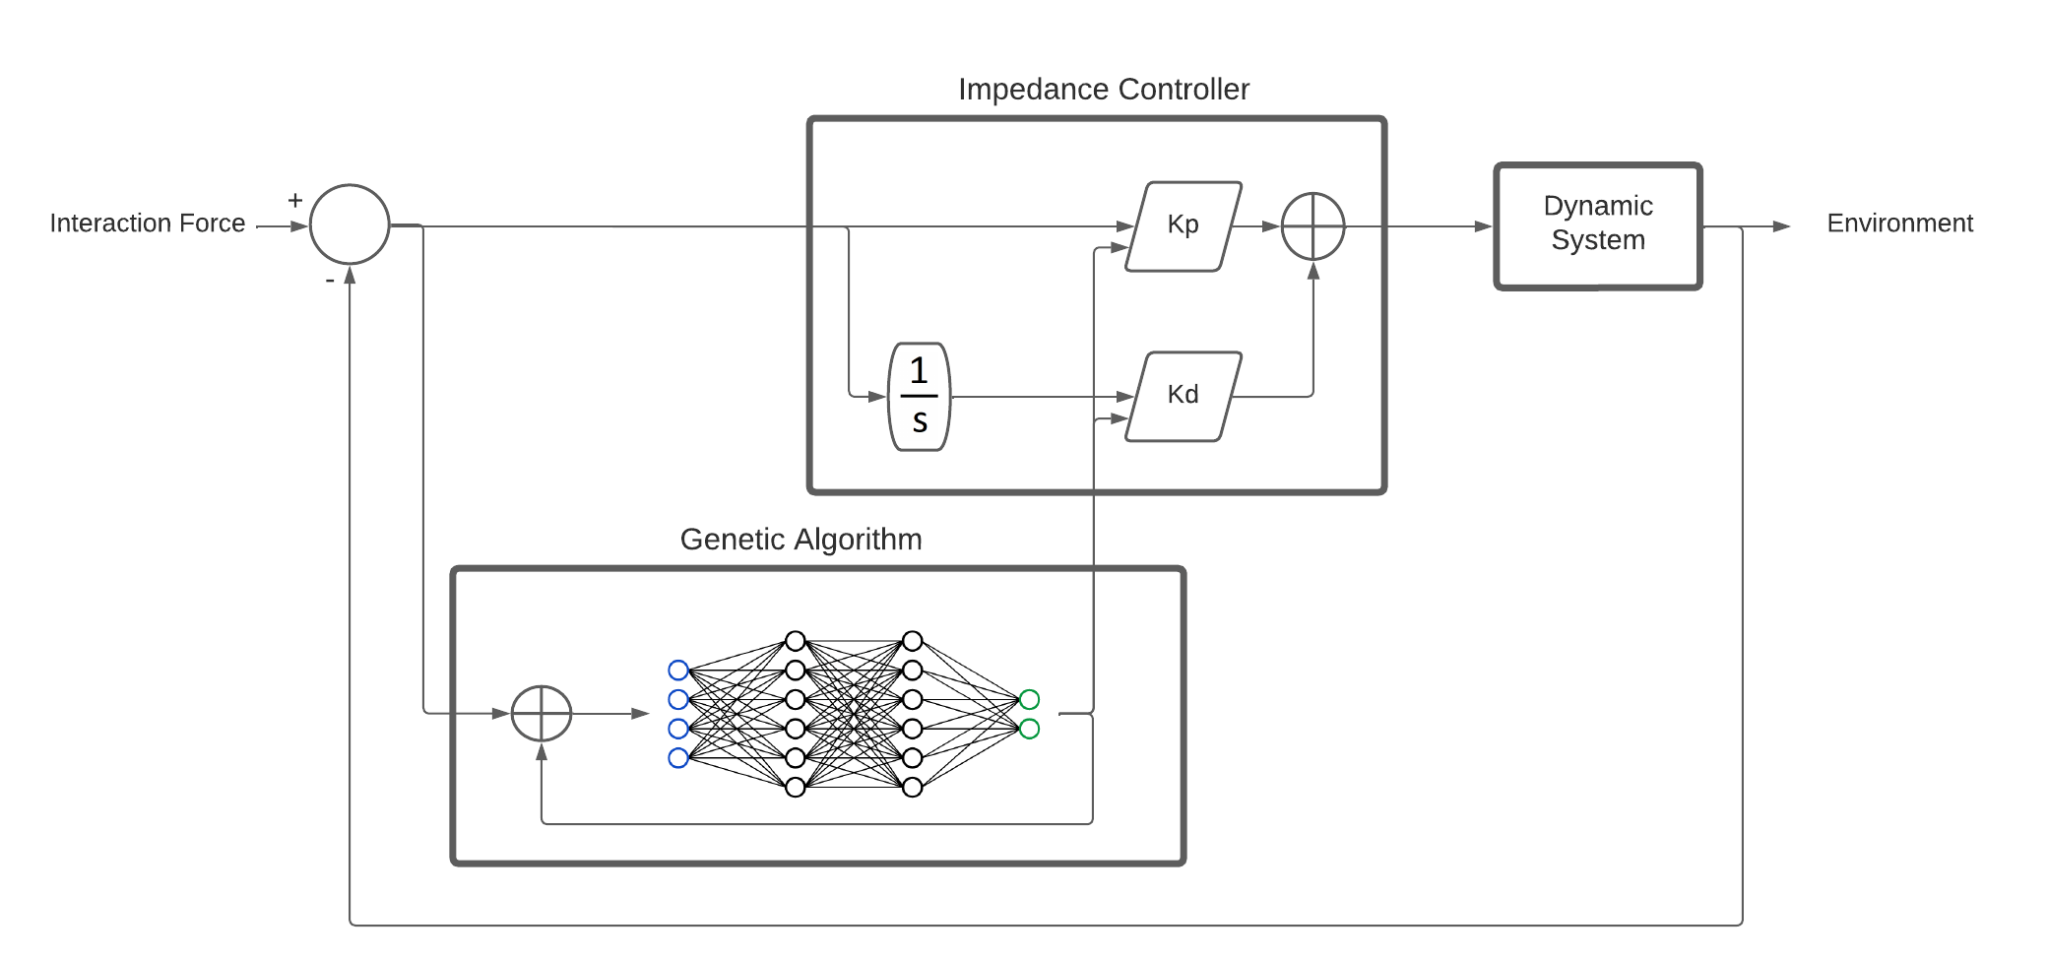 Impedance Controller
Interaction Force
+
-
Kp
Dynamic
System
Environment
1
s
Kd
Genetic Algorithm